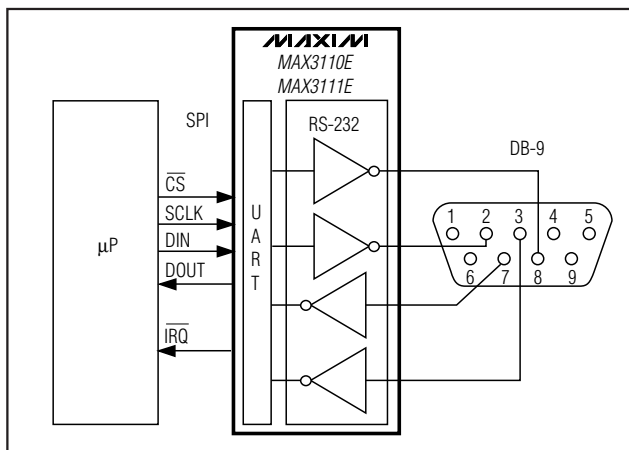 MAXIM
MAX3110E
MAX3111E
SPI
RS-232
DB-9
µP
CS
SCLK
DIN
DOUT
IRQ
U
A
R
T
1 2 3 4 5
6 7 8 9